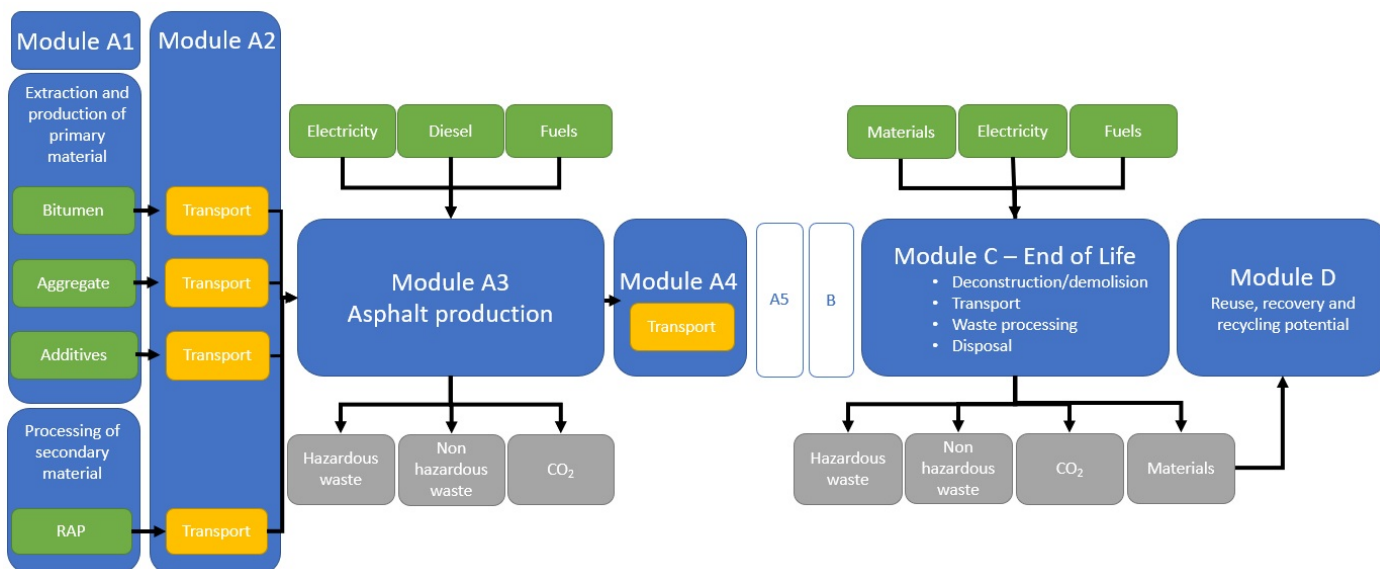 Module A1
Extraction and
production of
primary
material
Bitumen
Aggregate
Additives
Processing of
secondary
material
RAP
Module A2
Transport
Transport
Transport
Transport
Electricity
Diesel
Fuels
Module A3
Asphalt production
Hazardous
waste
Non
hazardous
waste
CO₂
Module A4
Transport
A5
B
Materials
Electricity
Fuels
Module C – End of Life
• Deconstruction/demolision
• Transport
• Waste processing
• Disposal
Hazardous
waste
Non
hazardous
waste
CO₂
Materials
Module D
Reuse, recovery and
recycling potential